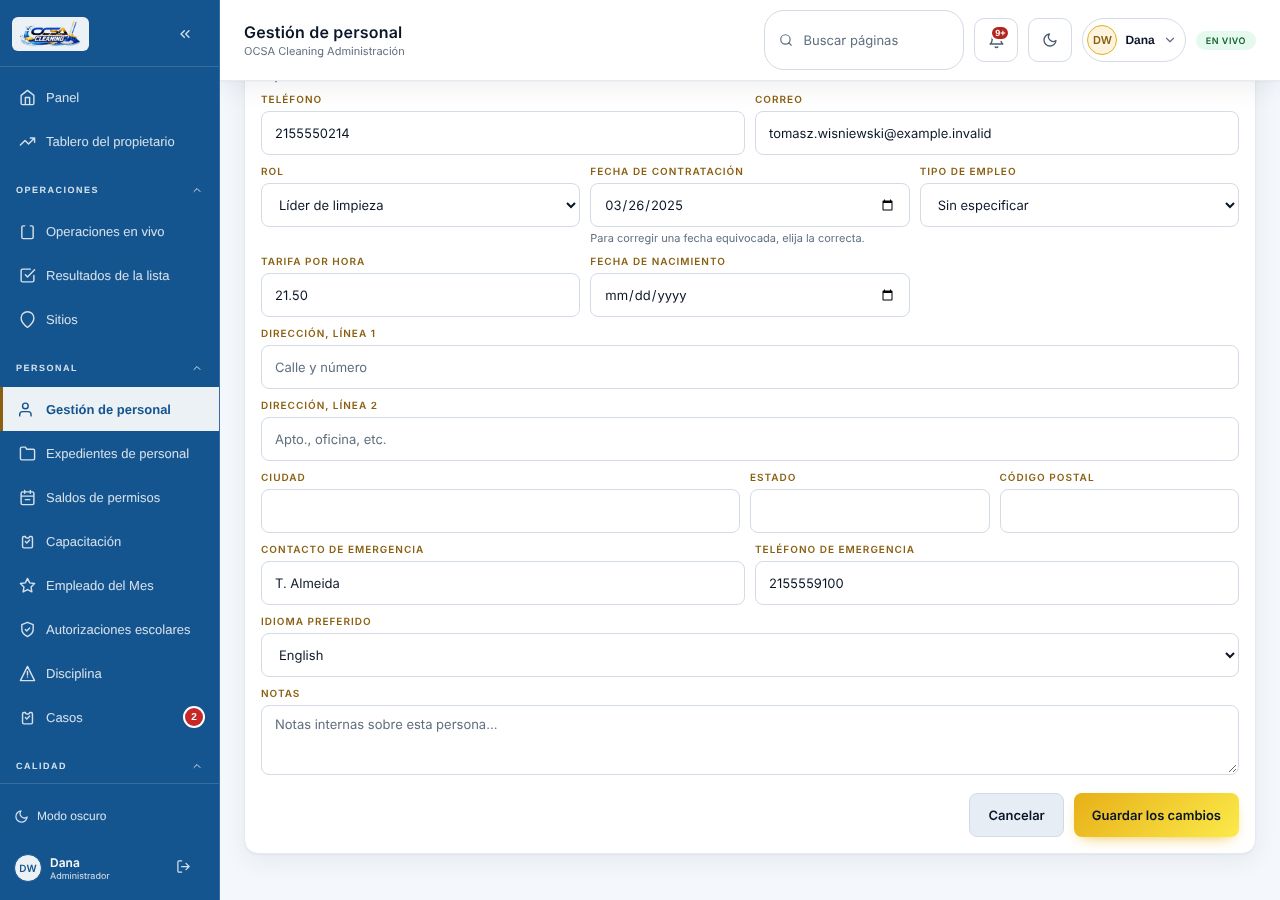 OCSA
CLEANING
Panel
Tablero del propietario
OPERACIONES
Operaciones en vivo
Resultados de la lista
Sitios
PERSONAL
Gestión de personal
Expedientes de personal
Saldos de permisos
Capacitación
Empleado del Mes
Autorizaciones escolares
Disciplina
Casos 2
CALIDAD
Modo oscuro
DW Dana
Administrador
Gestión de personal
OCSA Cleaning Administración
Buscar páginas
9+
DW Dana
EN VIVO
TELÉFONO CORREO
2155550214 tomasz.wisniewski@example.invalid
ROL FECHA DE CONTRATACIÓN TIPO DE EMPLEO
Líder de limpieza 03/26/2025 Sin especificar
Para corregir una fecha equivocada, elija la correcta.
TARIFA POR HORA FECHA DE NACIMIENTO
21.50 mm/dd/yyyy
DIRECCIÓN, LÍNEA 1
Calle y número
DIRECCIÓN, LÍNEA 2
Apto., oficina, etc.
CIUDAD ESTADO CÓDIGO POSTAL
CONTACTO DE EMERGENCIA TELÉFONO DE EMERGENCIA
T. Almeida 2155559100
IDIOMA PREFERIDO
English
NOTAS
Notas internas sobre esta persona...
Cancelar Guardar los cambios